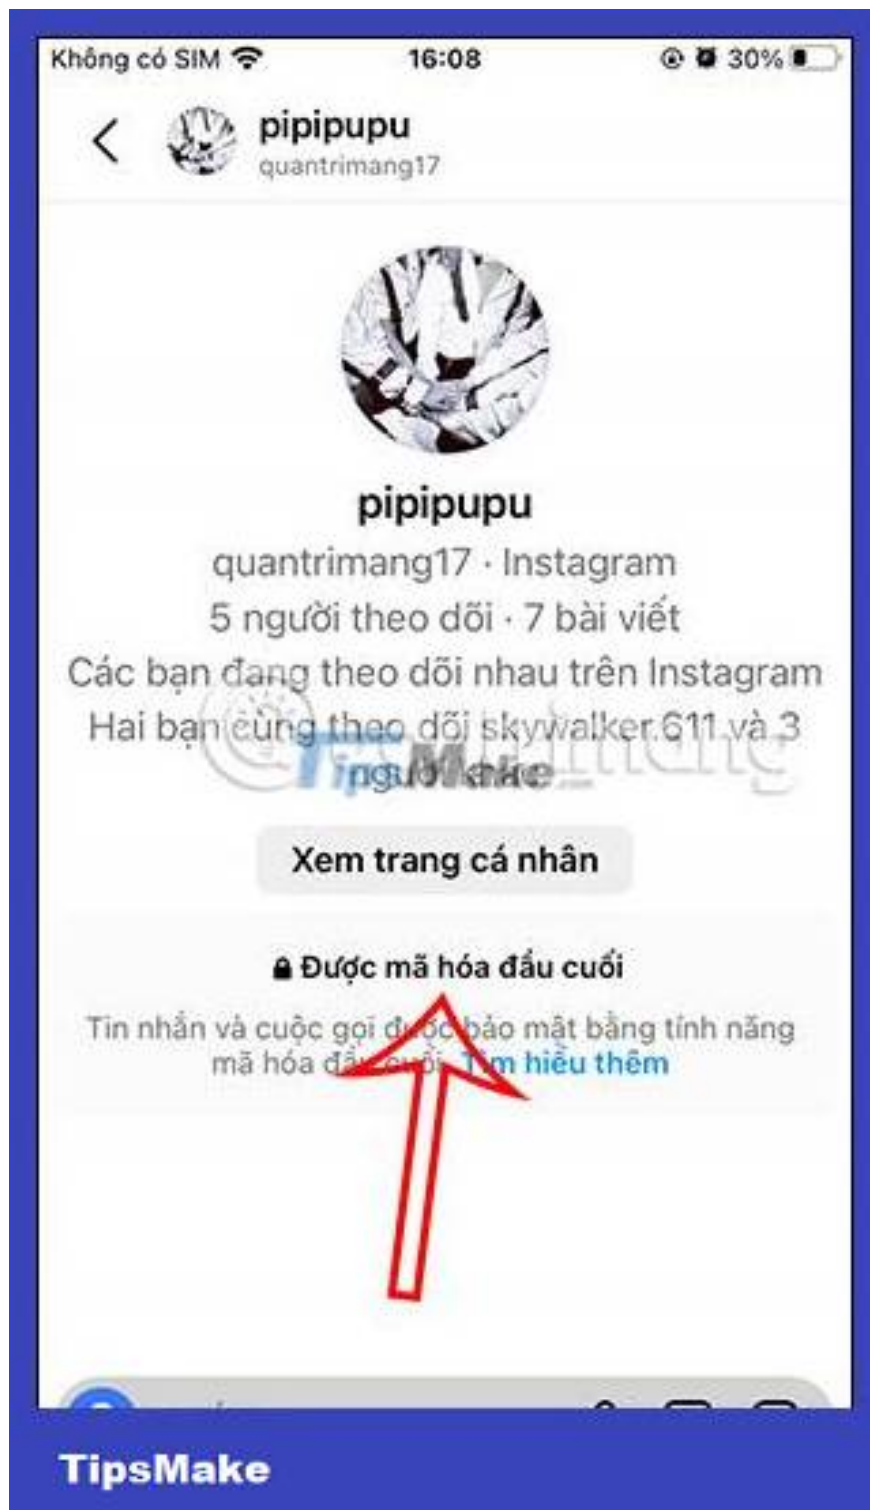 Không có SIM 16:08 30%
pipipupu
quantrimang17
pipipupu
quantrimang17 · Instagram
5 người theo dõi · 7 bài viết
Các bạn đang theo dõi nhau trên Instagram
Hai bạn cùng theo dõi skywalker.611 và 3
người khác
TipsMake
Xem trang cá nhân
Được mã hóa đầu cuối
Tin nhắn và cuộc gọi được bảo mật bằng tính năng
mã hóa đầu cuối. Tìm hiểu thêm
TipsMake